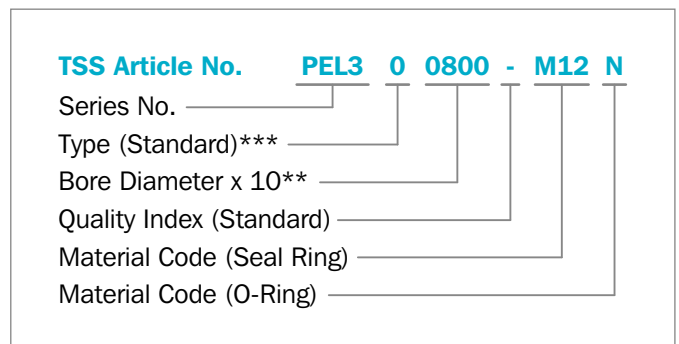 TSS Article No. PEL3 0 0800 - M12 N
Series No.
Type (Standard)***
Bore Diameter x 10**
Quality Index (Standard)
Material Code (Seal Ring)
Material Code (O-Ring)